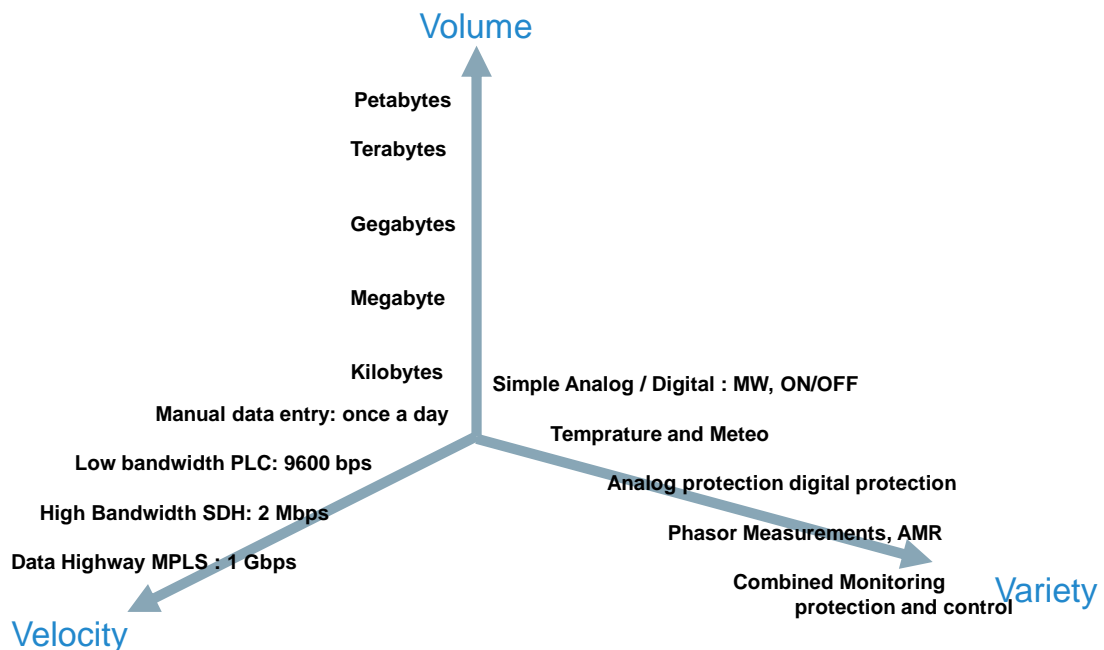 Volume
Petabytes
Terabytes
Gegabytes
Megabyte
Kilobytes
Simple Analog / Digital : MW, ON/OFF
Manual data entry: once a day
Temprature and Meteo
Low bandwidth PLC: 9600 bps
Analog protection digital protection
High Bandwidth SDH: 2 Mbps
Phasor Measurements, AMR
Data Highway MPLS : 1 Gbps
Combined Monitoring
protection and control
Variety
Velocity